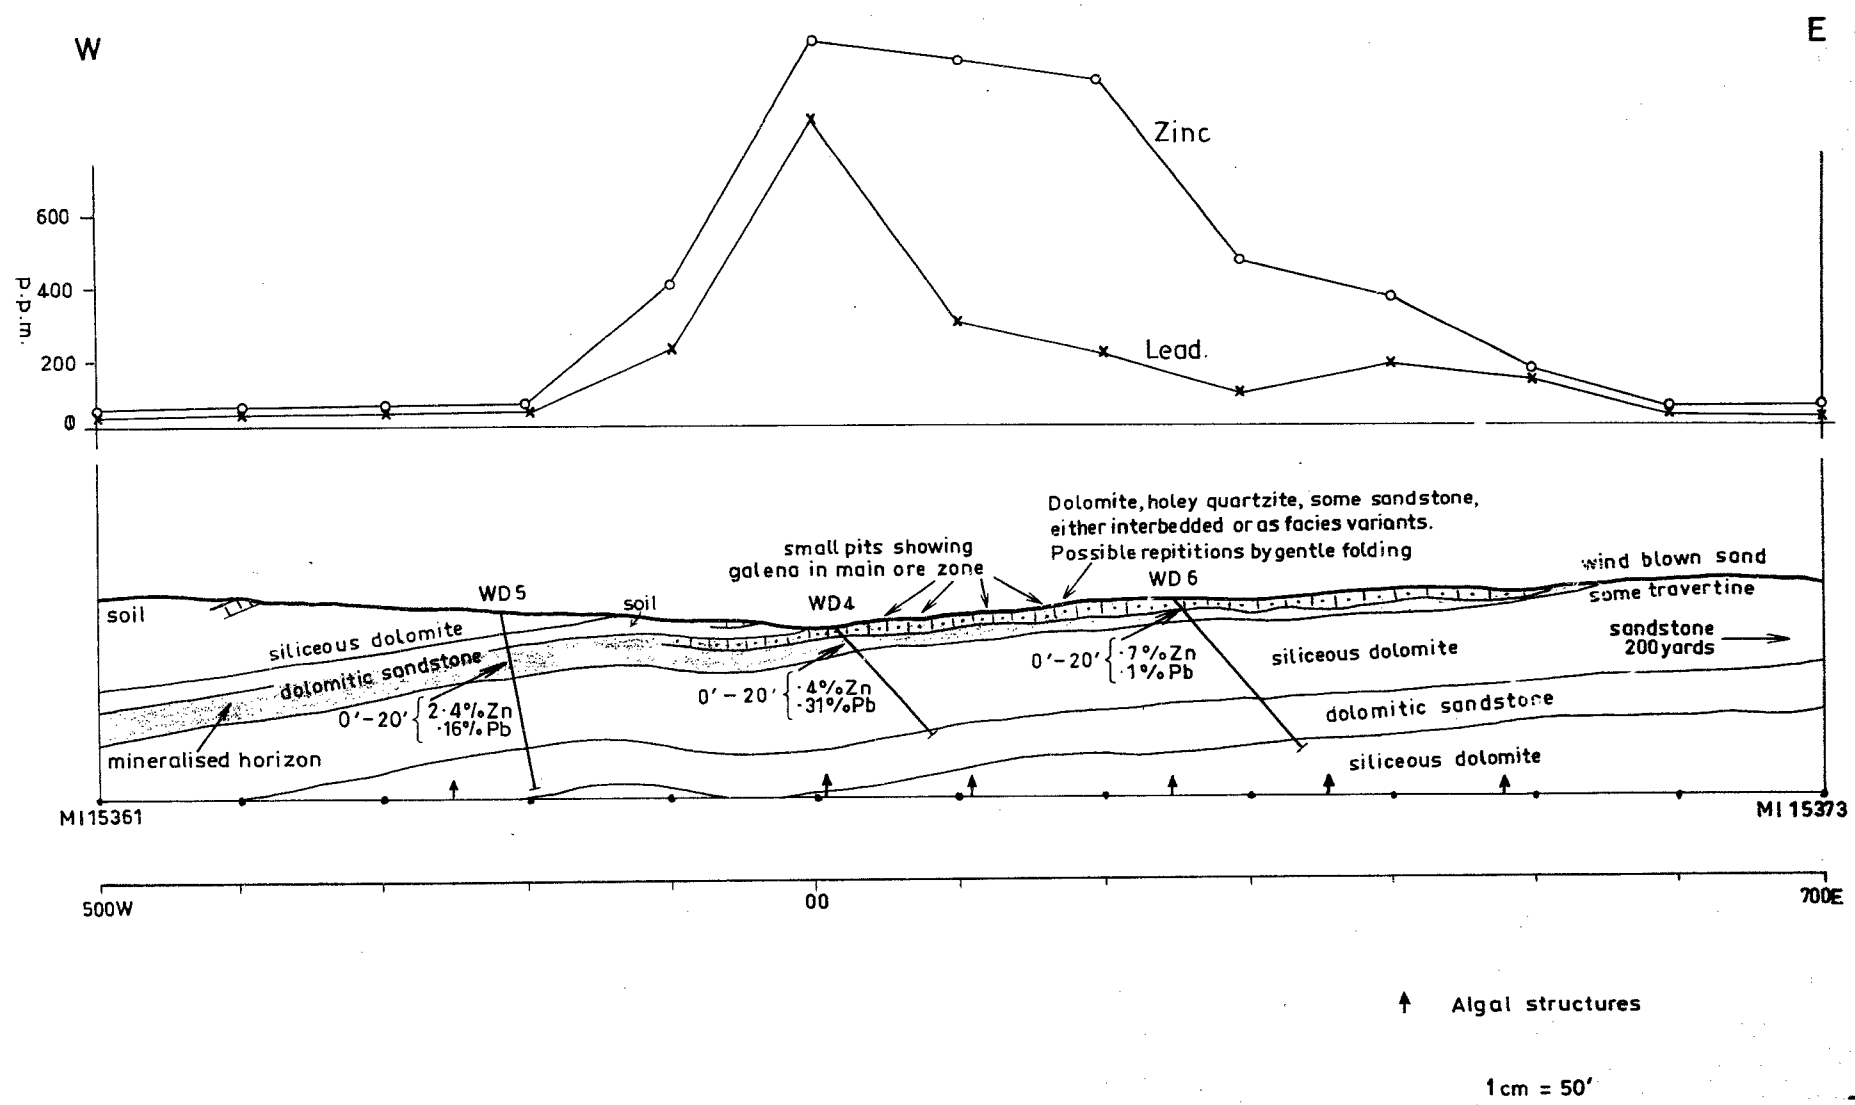 W
E
Zinc
600
400
p.p.m.
200
Lead.
0
Dolomite, holey quartzite, some sandstone,
either interbedded or as facies variants.
Possible repititions by gentle folding
small pits showing
galena in main ore zone
wind blown sand
some travertine
WD 5
WD4
WD 6
soil
soil
siliceous dolomite
dolomitic sandstone
sandstone
200 yards
siliceous dolomite
0'-20' { ·7% Zn
·1% Pb
0'-20' { ·4% Zn
·31% Pb
0'-20' { 2·4% Zn
·16% Pb
dolomitic sandstone
mineralised horizon
siliceous dolomite
MI 15361
MI 15373
500W
00
700E
Algal structures
1 cm = 50'